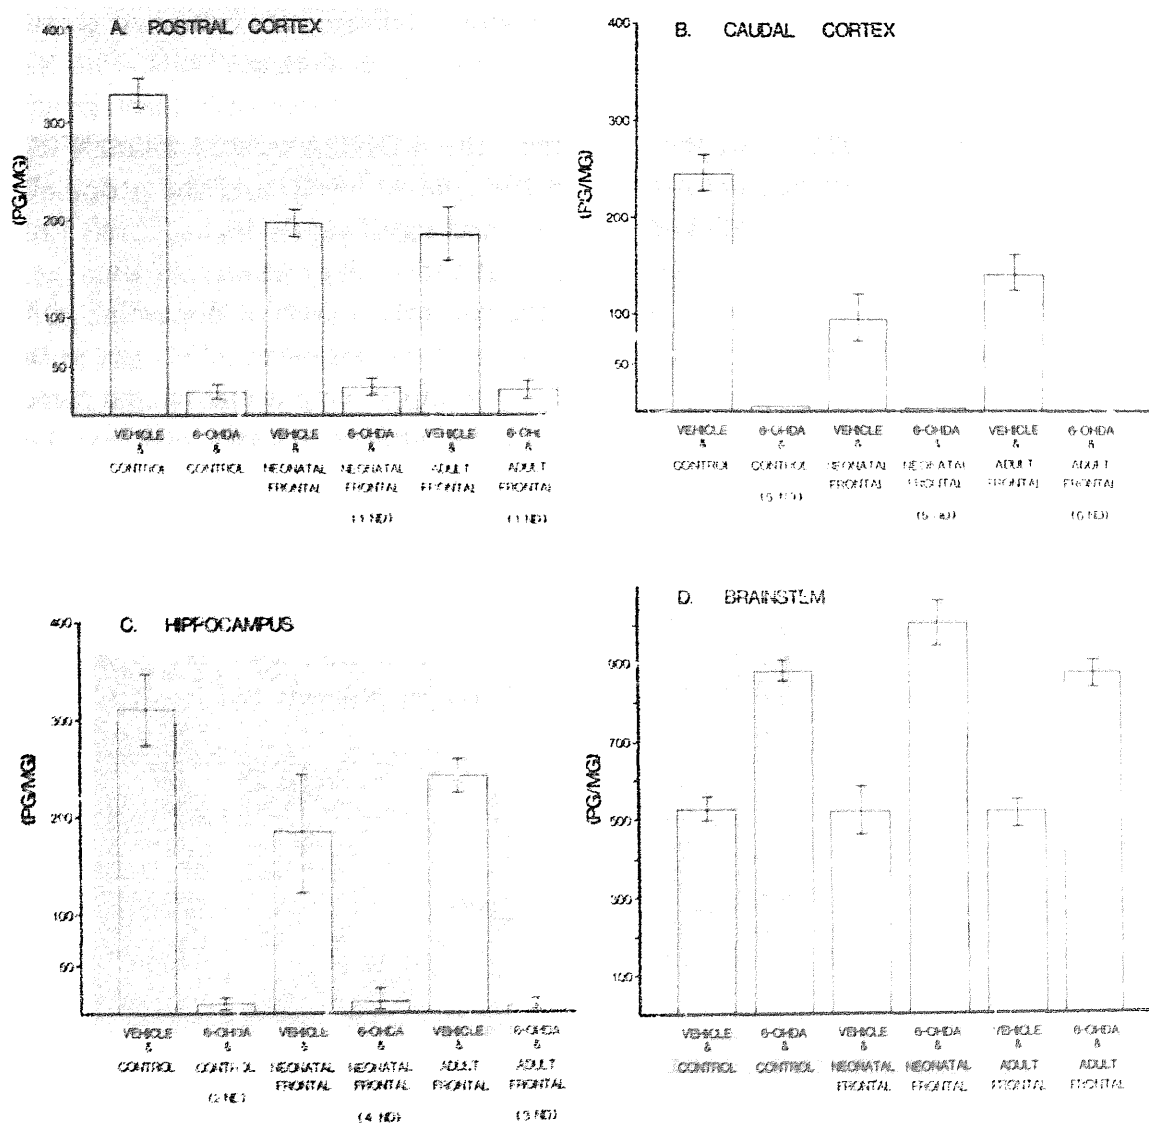 A. ROSTRAL CORTEX
400
300
200
100
50
(PG/MG)
VEHICLE & CONTROL
6-OHDA & CONTROL
VEHICLE & NEONATAL FRONTAL
6-OHDA & NEONATAL FRONTAL
(1 ND)
VEHICLE & ADULT FRONTAL
& ADULT FRONTAL
(1 ND)
B. CAUDAL CORTEX
400
300
200
100
50
(PG/MG)
VEHICLE & CONTROL
6-OHDA & CONTROL
VEHICLE & NEONATAL FRONTAL
6-OHDA & NEONATAL FRONTAL
VEHICLE & ADULT FRONTAL
6-OHDA & ADULT FRONTAL
(6 ND)
C. HIPPOCAMPUS
400
300
200
100
50
(PG/MG)
VEHICLE & CONTROL
6-OHDA & CONTROL
(2 ND)
VEHICLE & NEONATAL FRONTAL
6-OHDA & NEONATAL FRONTAL
(4 ND)
VEHICLE & ADULT FRONTAL
6-OHDA & ADULT FRONTAL
(3 ND)
D. BRAINSTEM
900
700
500
300
100
(PG/MG)
VEHICLE & CONTROL
6-OHDA & CONTROL
VEHICLE & NEONATAL FRONTAL
6-OHDA & NEONATAL FRONTAL
VEHICLE & ADULT FRONTAL
6-OHDA & ADULT FRONTAL